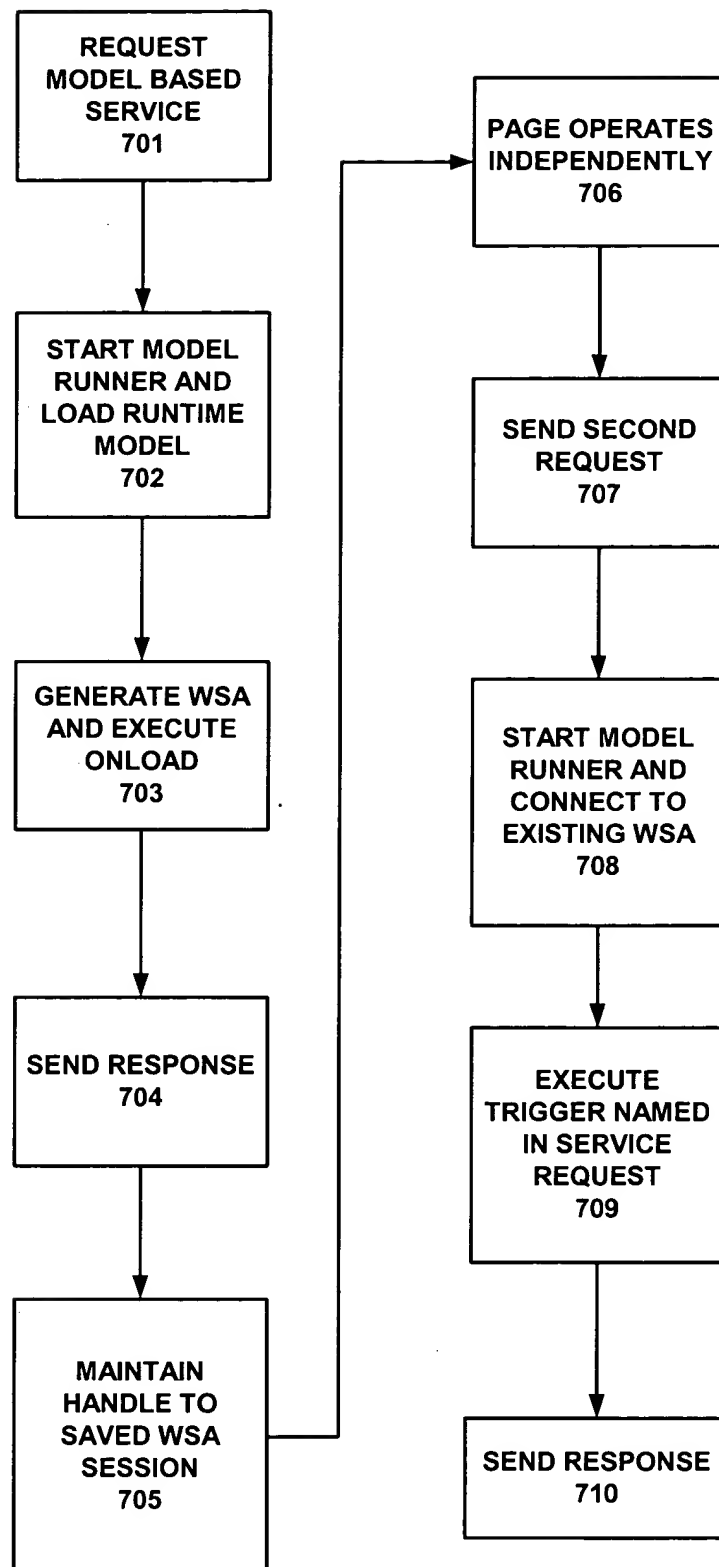 REQUEST
MODEL BASED
SERVICE
701
START MODEL
RUNNER AND
LOAD RUNTIME
MODEL
702
GENERATE WSA
AND EXECUTE
ONLOAD
703
SEND RESPONSE
704
MAINTAIN
HANDLE TO
SAVED WSA
SESSION
705
PAGE OPERATES
INDEPENDENTLY
706
SEND SECOND
REQUEST
707
START MODEL
RUNNER AND
CONNECT TO
EXISTING WSA
708
EXECUTE
TRIGGER NAMED
IN SERVICE
REQUEST
709
SEND RESPONSE
710